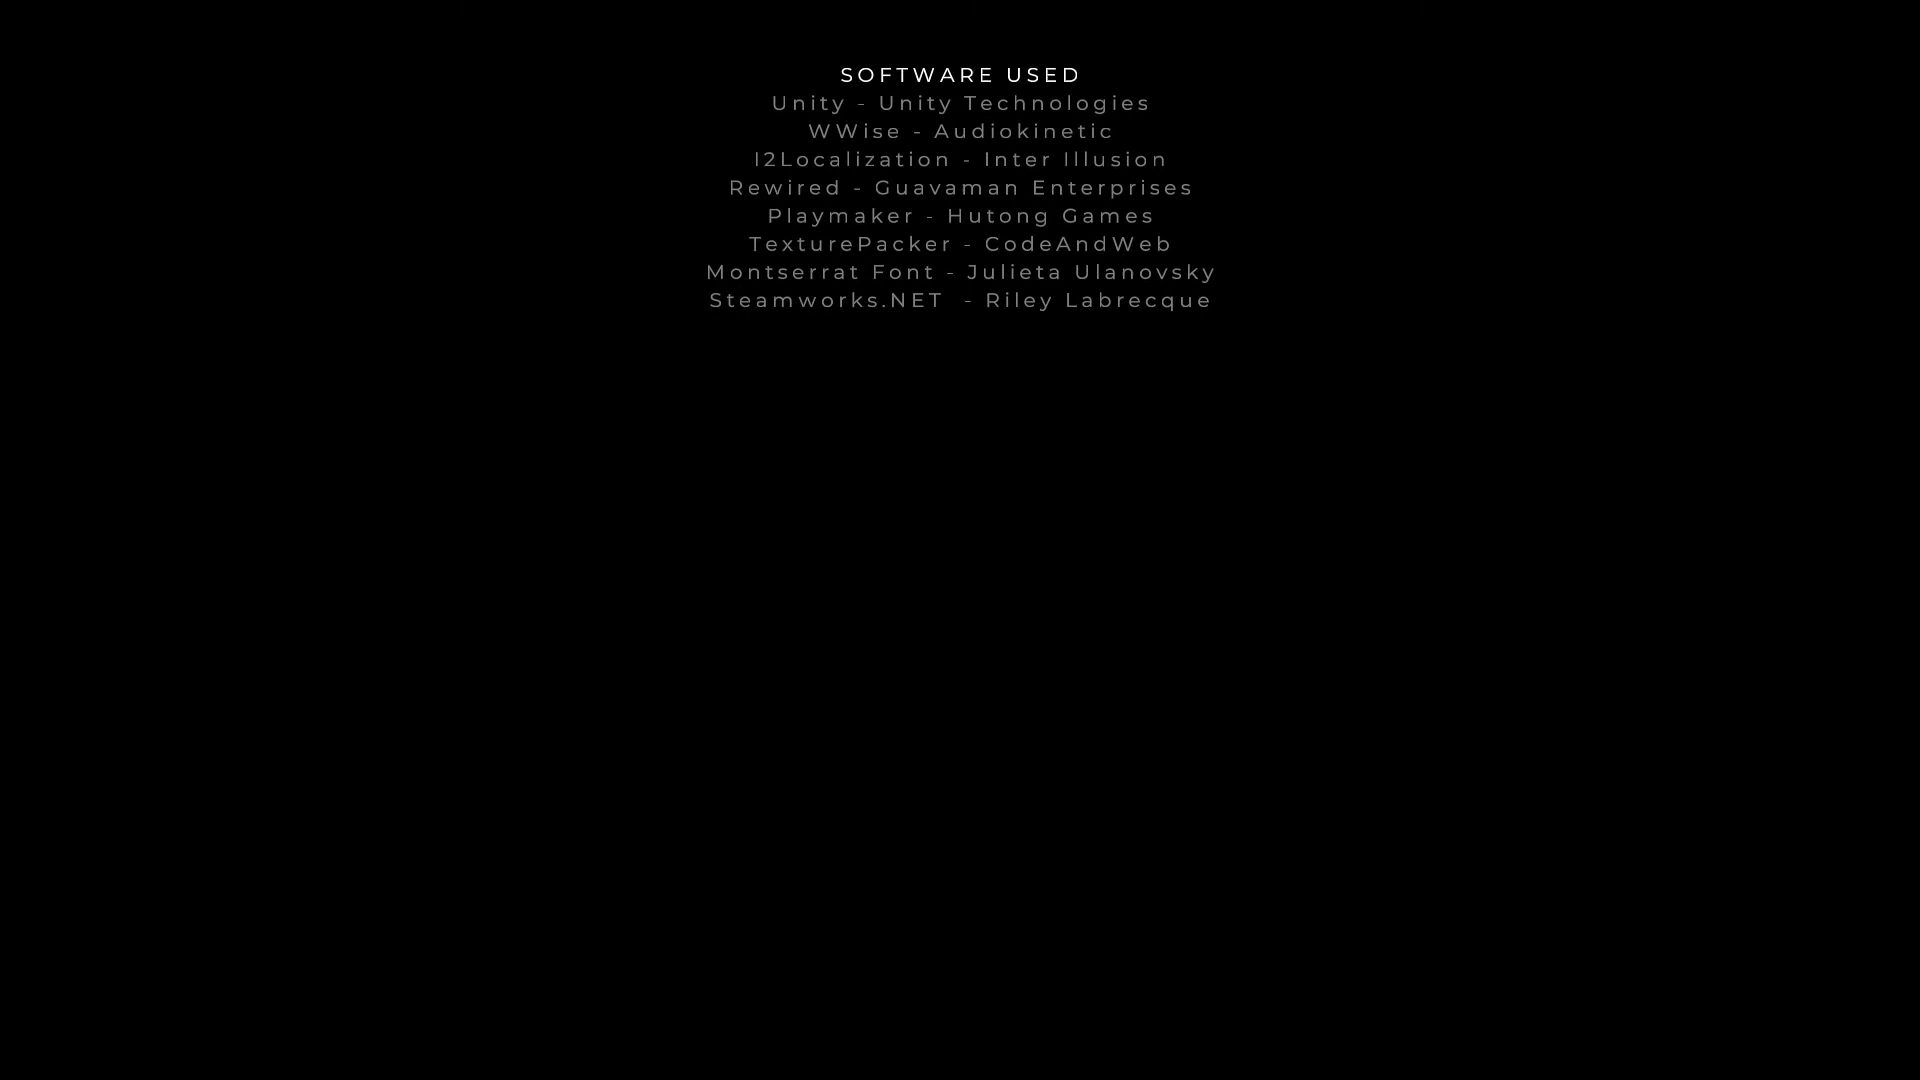 SOFTWARE USED
Unity - Unity Technologies
WWise - Audiokinetic
I2Localization - Inter Illusion
Rewired - Guavaman Enterprises
Playmaker - Hutong Games
TexturePacker - CodeAndWeb
Montserrat Font - Julieta Ulanovsky
Steamworks.NET  - Riley Labrecque